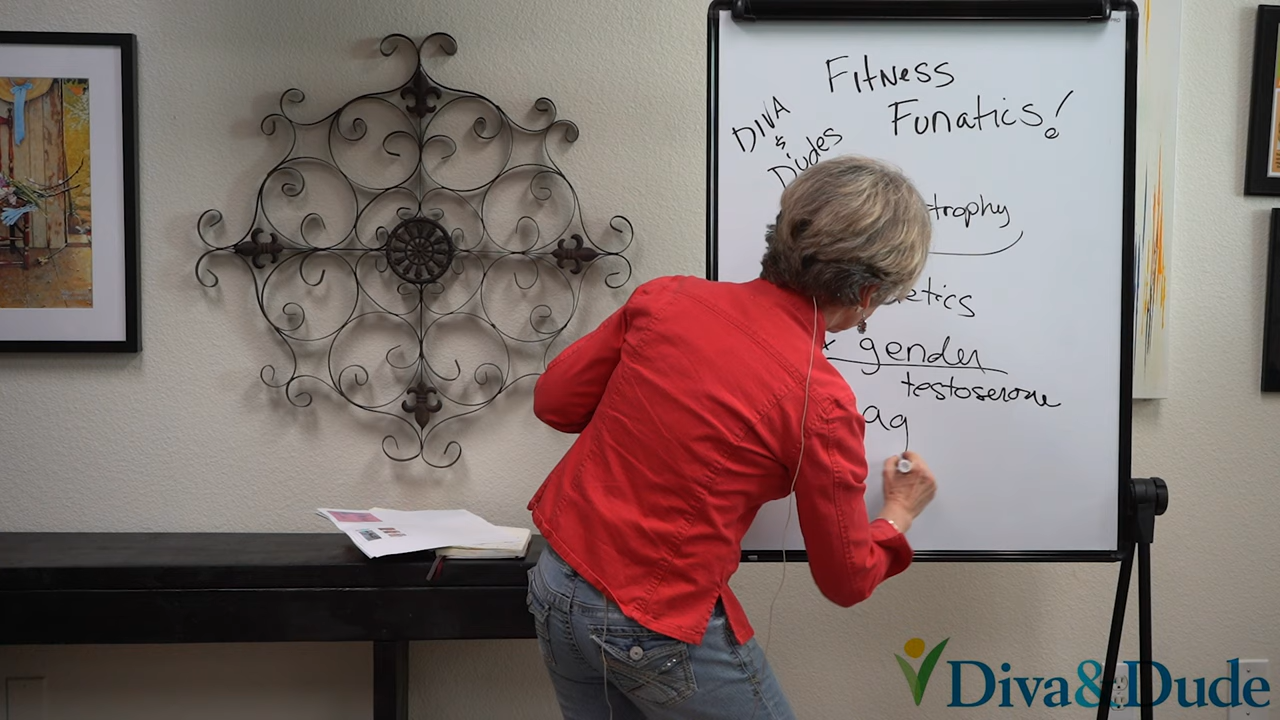 Fitness
Funatics!
DIVA
&
Dudes
trophy
etics
gender
testoserone
ag
Diva&Dude